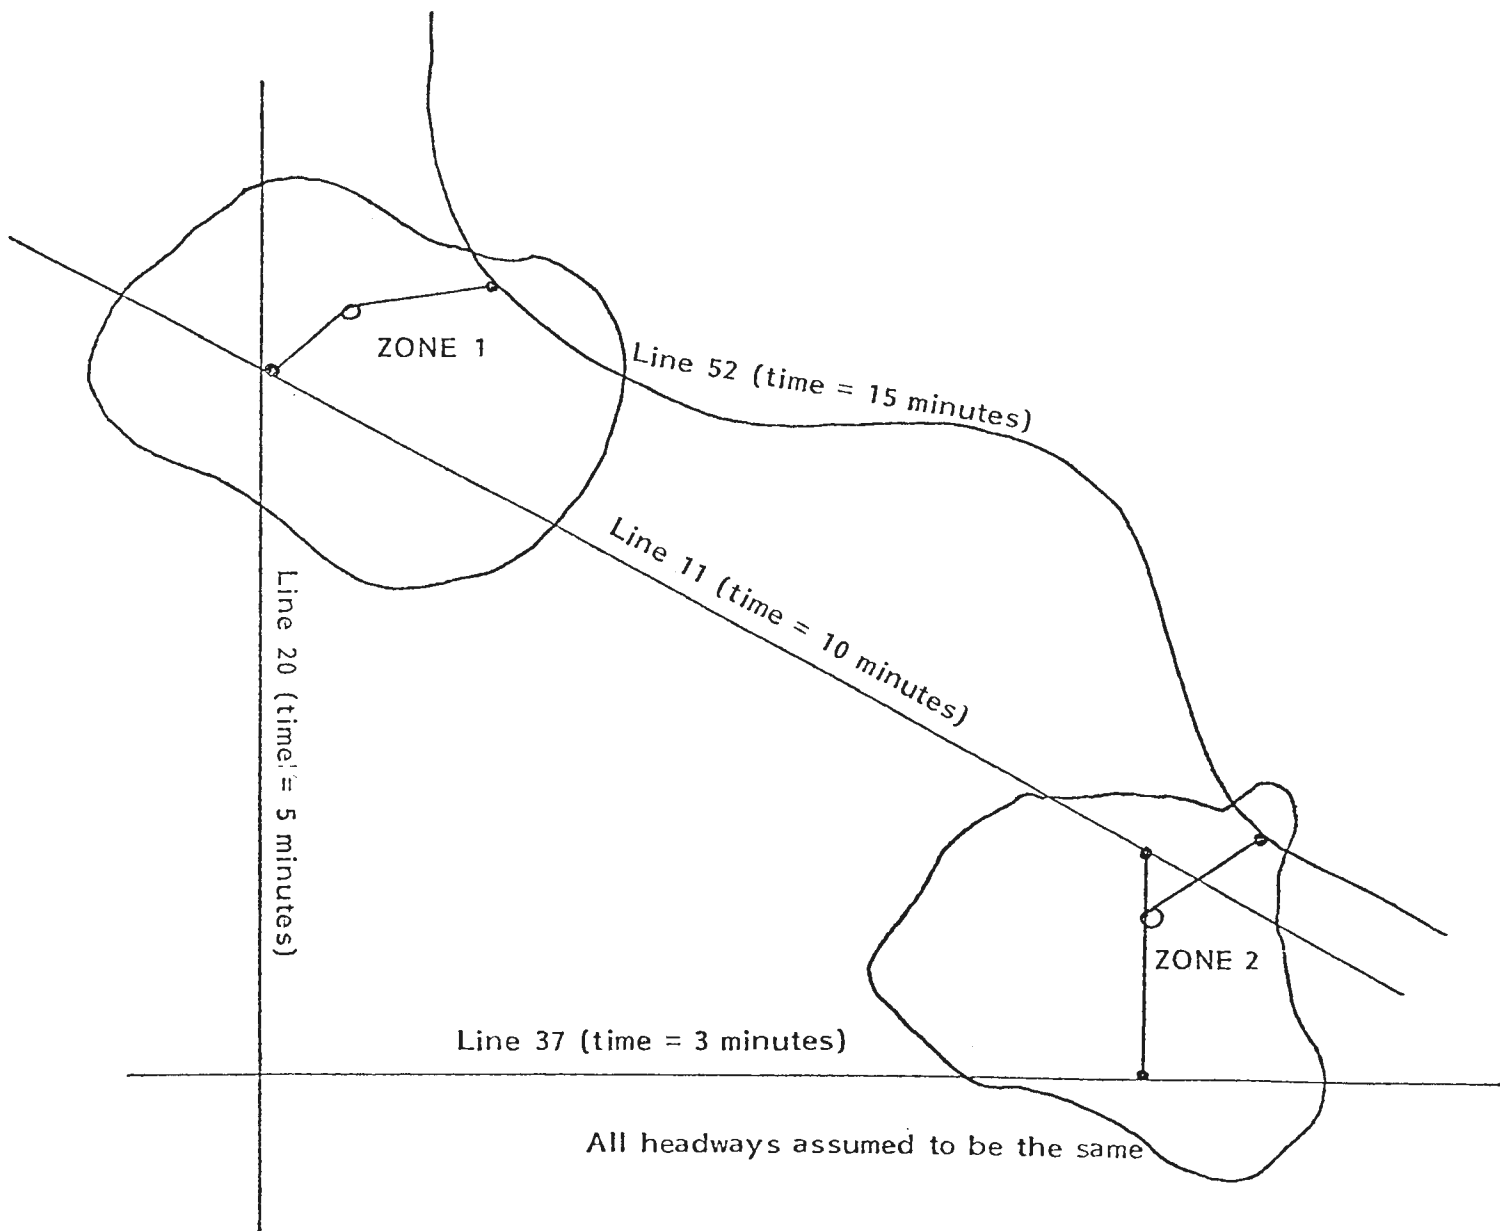 ZONE 1
Line 52 (time = 15 minutes)
Line 11 (time = 10 minutes)
Line 20 (time = 5 minutes)
ZONE 2
Line 37 (time = 3 minutes)
All headways assumed to be the same